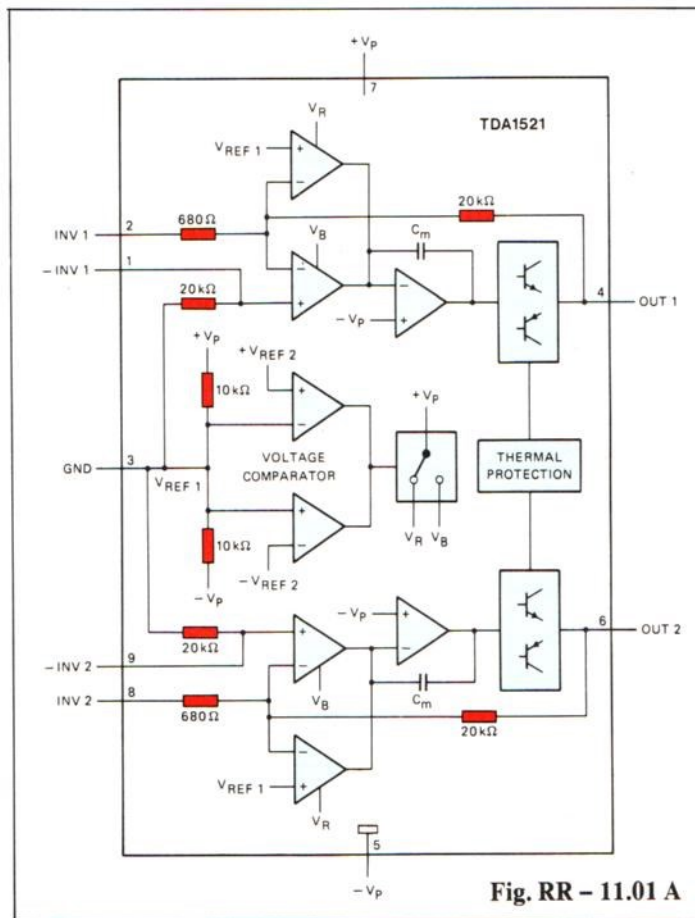 +VP
7
TDA1521
VR
VREF 1
+
−
20kΩ
680Ω
INV 1
2
VB
Cm
−INV 1
1
−
+
−
4
OUT 1
20kΩ
−VP
+
+VP
+VREF 2
10kΩ
+
−
+VP
VOLTAGE
COMPARATOR
THERMAL
PROTECTION
GND
3
VREF 1
+
−
VR
VB
10kΩ
−VREF 2
−VP
−VP
+
−
6
OUT 2
20kΩ
+
−
−INV 2
9
VB
Cm
INV 2
8
680Ω
20kΩ
−
+
VREF 1
VR
5
−VP
Fig. RR – 11.01 A